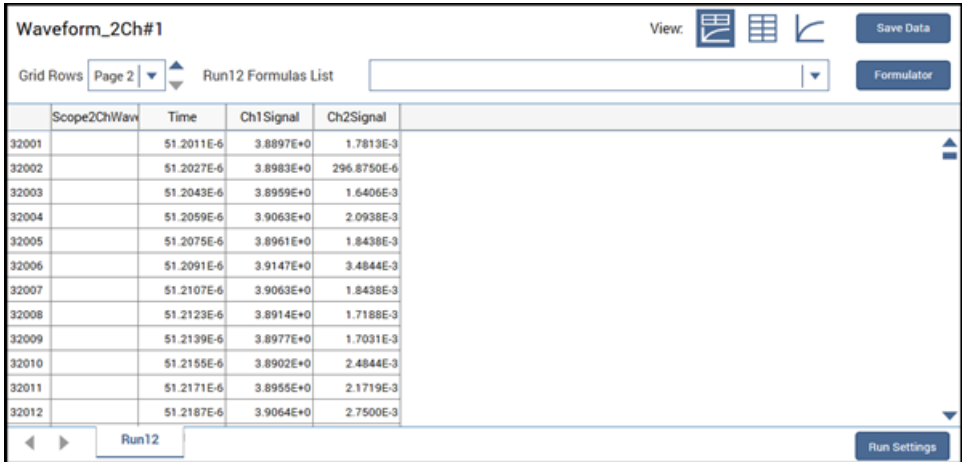 Waveform_2Ch#1 View: Save Data
Grid Rows Page 2 Run12 Formulas List Formulator
Scope2ChWave Time Ch1Signal Ch2Signal
32001 51.2011E-6 3.8897E+0 1.7813E-3
32002 51.2027E-6 3.8983E+0 296.8750E-6
32003 51.2043E-6 3.8959E+0 1.6406E-3
32004 51.2059E-6 3.9063E+0 2.0938E-3
32005 51.2075E-6 3.8961E+0 1.8438E-3
32006 51.2091E-6 3.9147E+0 3.4844E-3
32007 51.2107E-6 3.9063E+0 1.8438E-3
32008 51.2123E-6 3.8914E+0 1.7188E-3
32009 51.2139E-6 3.8977E+0 1.7031E-3
32010 51.2155E-6 3.8902E+0 2.4844E-3
32011 51.2171E-6 3.8955E+0 2.1719E-3
32012 51.2187E-6 3.9064E+0 2.7500E-3
Run12 Run Settings